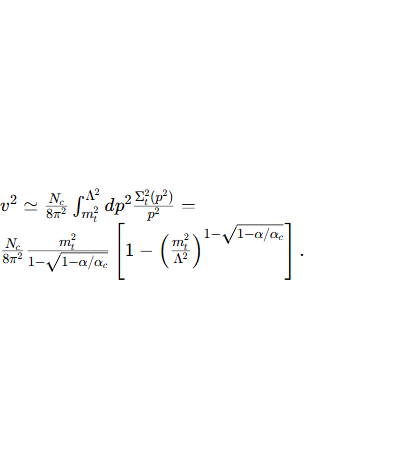 v^2 \simeq \frac{N_c}{8\pi^2} \int_{m_t^2}^{\Lambda^2} dp^2 \frac{\Sigma_t^2(p^2)}{p^2} =
\frac{N_c}{8\pi^2} \frac{m_t^2}{1-\sqrt{1-\alpha/\alpha_c}} \left[ 1 - \left( \frac{m_t^2}{\Lambda^2} \right)^{1-\sqrt{1-\alpha/\alpha_c}} \right] .